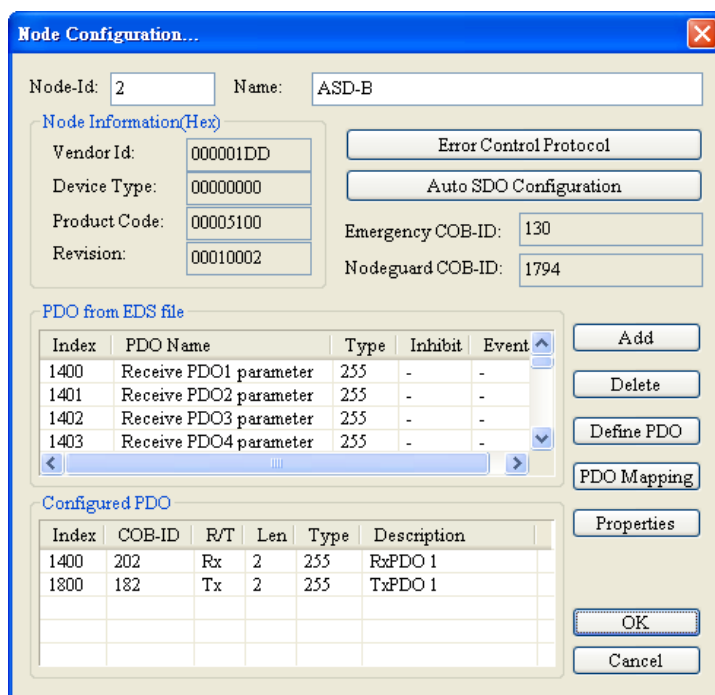 Node Configuration...
Node-Id: 2 Name: ASD-B
Node Information(Hex)
Vendor Id: 000001DD
Device Type: 00000000
Product Code: 00005100
Revision: 00010002
Error Control Protocol
Auto SDO Configuration
Emergency COB-ID: 130
Nodeguard COB-ID: 1794
PDO from EDS file
Index PDO Name Type Inhibit Event
1400 Receive PDO1 parameter 255 - -
1401 Receive PDO2 parameter 255 - -
1402 Receive PDO3 parameter 255 - -
1403 Receive PDO4 parameter 255 - -
Add
Delete
Define PDO
PDO Mapping
Properties
Configured PDO
Index COB-ID R/T Len Type Description
1400 202 Rx 2 255 RxPDO 1
1800 182 Tx 2 255 TxPDO 1
OK
Cancel